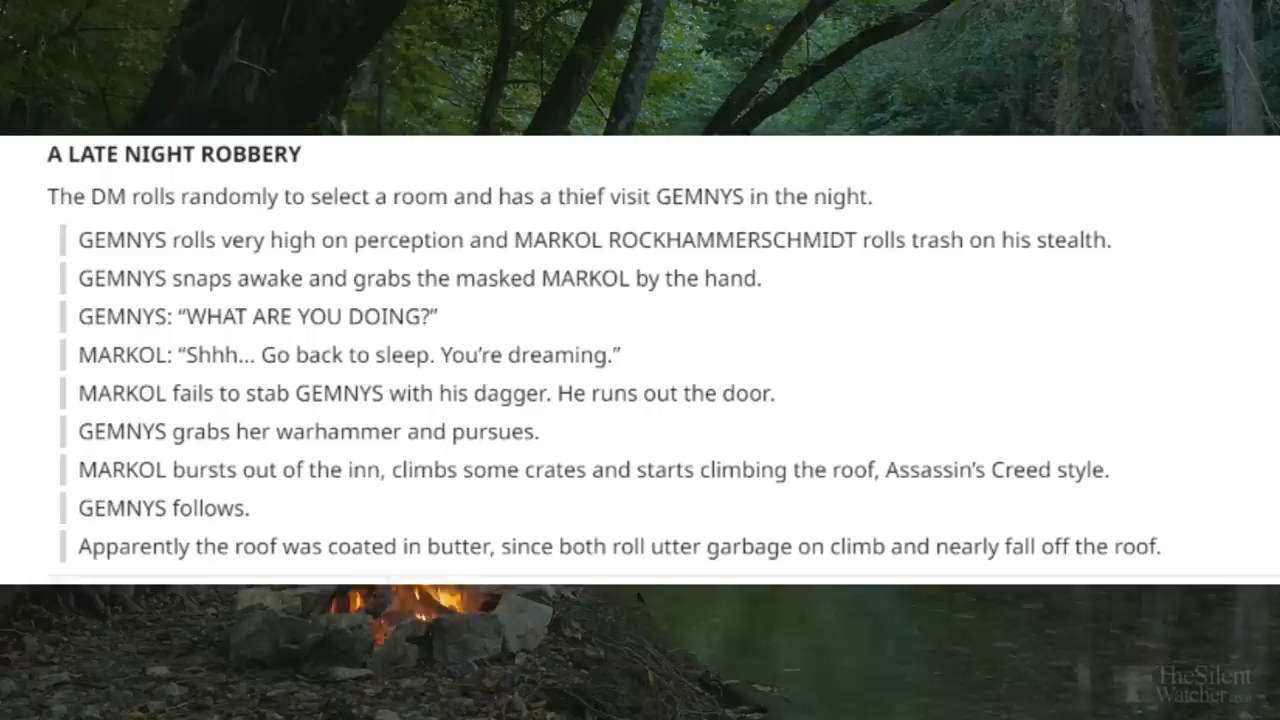 A LATE NIGHT ROBBERY
The DM rolls randomly to select a room and has a thief visit GEMNYS in the night.
GEMNYS rolls very high on perception and MARKOL ROCKHAMMERSCHMIDT rolls trash on his stealth.
GEMNYS snaps awake and grabs the masked MARKOL by the hand.
GEMNYS: “WHAT ARE YOU DOING?”
MARKOL: “Shhh... Go back to sleep. You’re dreaming.”
MARKOL fails to stab GEMNYS with his dagger. He runs out the door.
GEMNYS grabs her warhammer and pursues.
MARKOL bursts out of the inn, climbs some crates and starts climbing the roof, Assassin’s Creed style.
GEMNYS follows.
Apparently the roof was coated in butter, since both roll utter garbage on climb and nearly fall off the roof.
TheSilent
Watcher.com